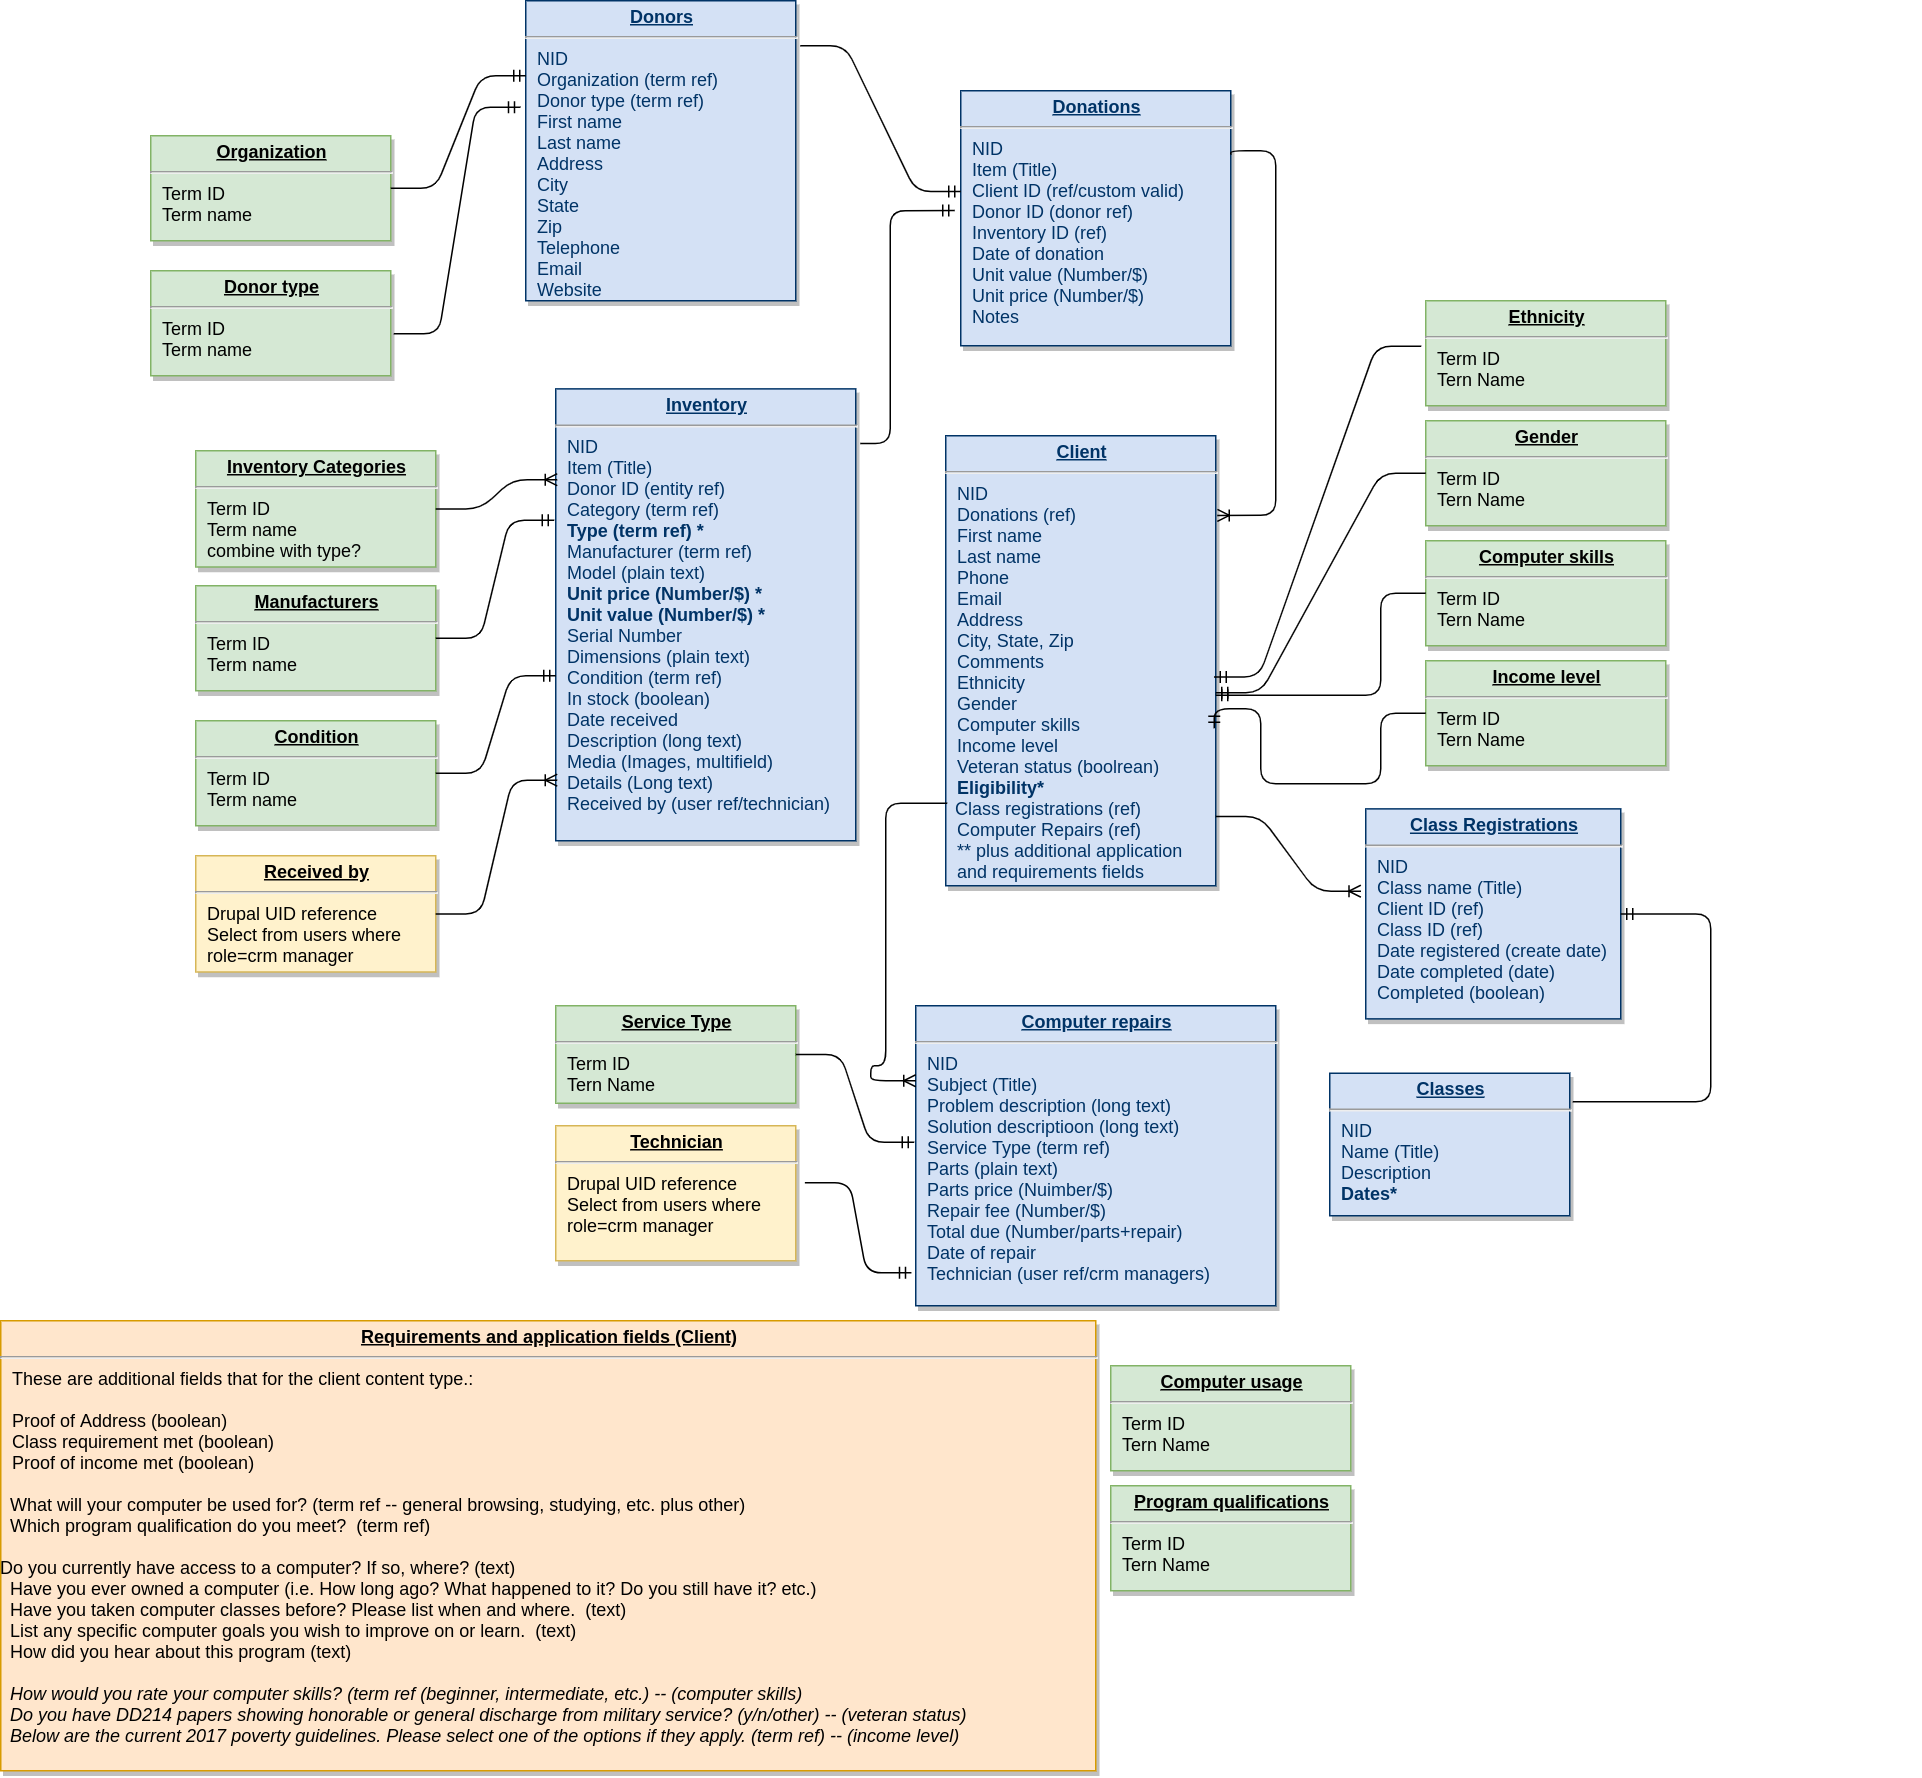 Donors
NID
Organization (term ref)
Donor type (term ref)
First name
Last name
Address
City
State
Zip
Telephone
Email
Website
Donations
NID
Item (Title)
Client ID (ref/custom valid)
Donor ID (donor ref)
Inventory ID (ref)
Date of donation
Unit value (Number/$)
Unit price (Number/$)
Notes
Organization
Term ID
Term name
Donor type
Term ID
Term name
Ethnicity
Term ID
Tern Name
Gender
Term ID
Tern Name
Computer skills
Term ID
Tern Name
Income level
Term ID
Tern Name
Inventory
NID
Item (Title)
Donor ID (entity ref)
Category (term ref)
Type (term ref) *
Manufacturer (term ref)
Model (plain text)
Unit price (Number/$) *
Unit value (Number/$) *
Serial Number
Dimensions (plain text)
Condition (term ref)
In stock (boolean)
Date received
Description (long text)
Media (Images, multifield)
Details (Long text)
Received by (user ref/technician)
Client
NID
Donations (ref)
First name
Last name
Phone
Email
Address
City, State, Zip
Comments
Ethnicity
Gender
Computer skills
Income level
Veteran status (boolrean)
Eligibility*
Class registrations (ref)
Computer Repairs (ref)
** plus additional application
and requirements fields
Inventory Categories
Term ID
Term name
combine with type?
Manufacturers
Term ID
Term name
Condition
Term ID
Term name
Received by
Drupal UID reference
Select from users where
role=crm manager
Class Registrations
NID
Class name (Title)
Client ID (ref)
Class ID (ref)
Date registered (create date)
Date completed (date)
Completed (boolean)
Service Type
Term ID
Tern Name
Technician
Drupal UID reference
Select from users where
role=crm manager
Computer repairs
NID
Subject (Title)
Problem description (long text)
Solution descriptioon (long text)
Service Type (term ref)
Parts (plain text)
Parts price (Nuimber/$)
Repair fee (Number/$)
Total due (Number/parts+repair)
Date of repair
Technician (user ref/crm managers)
Classes
NID
Name (Title)
Description
Dates*
Requirements and application fields (Client)
These are additional fields that for the client content type.:
Proof of Address (boolean)
Class requirement met (boolean)
Proof of income met (boolean)
What will your computer be used for? (term ref -- general browsing, studying, etc. plus other)
Which program qualification do you meet?  (term ref)
Do you currently have access to a computer? If so, where? (text)
Have you ever owned a computer (i.e. How long ago? What happened to it? Do you still have it? etc.)
Have you taken computer classes before? Please list when and where.  (text)
List any specific computer goals you wish to improve on or learn.  (text)
How did you hear about this program (text)
How would you rate your computer skills? (term ref (beginner, intermediate, etc.) -- (computer skills)
Do you have DD214 papers showing honorable or general discharge from military service? (y/n/other) -- (veteran status)
Below are the current 2017 poverty guidelines. Please select one of the options if they apply. (term ref) -- (income level)
Computer usage
Term ID
Tern Name
Program qualifications
Term ID
Tern Name